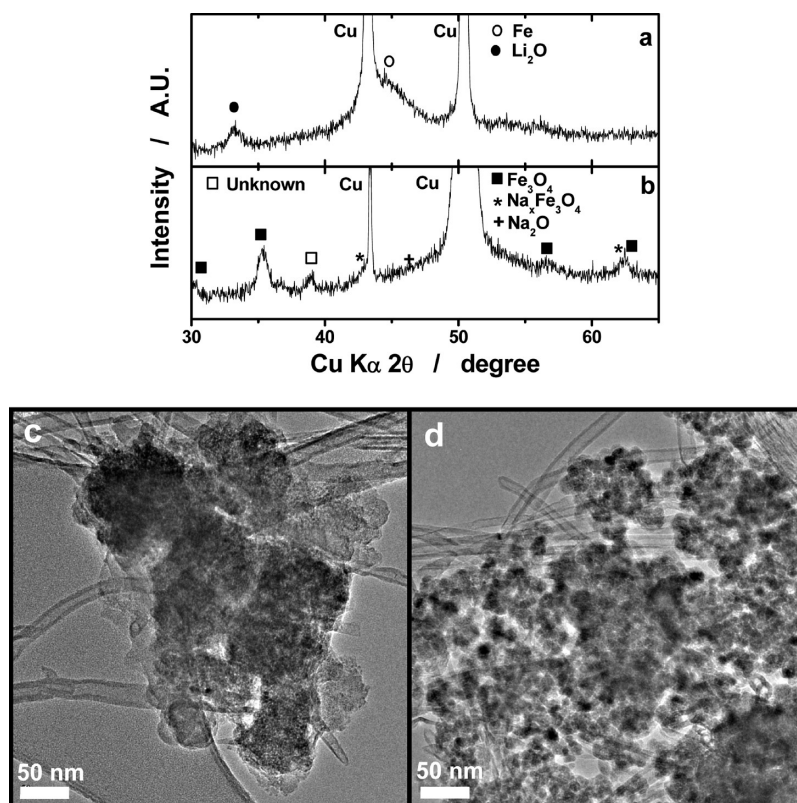 Cu
Cu
a
○ Fe
● Li₂O
Intensity / A.U.
b
□ Unknown
Cu
Cu
■ Fe₃O₄
* NaₓFe₃O₄
+ Na₂O
30 40 50 60
Cu Kα 2θ / degree
c
50 nm
d
50 nm